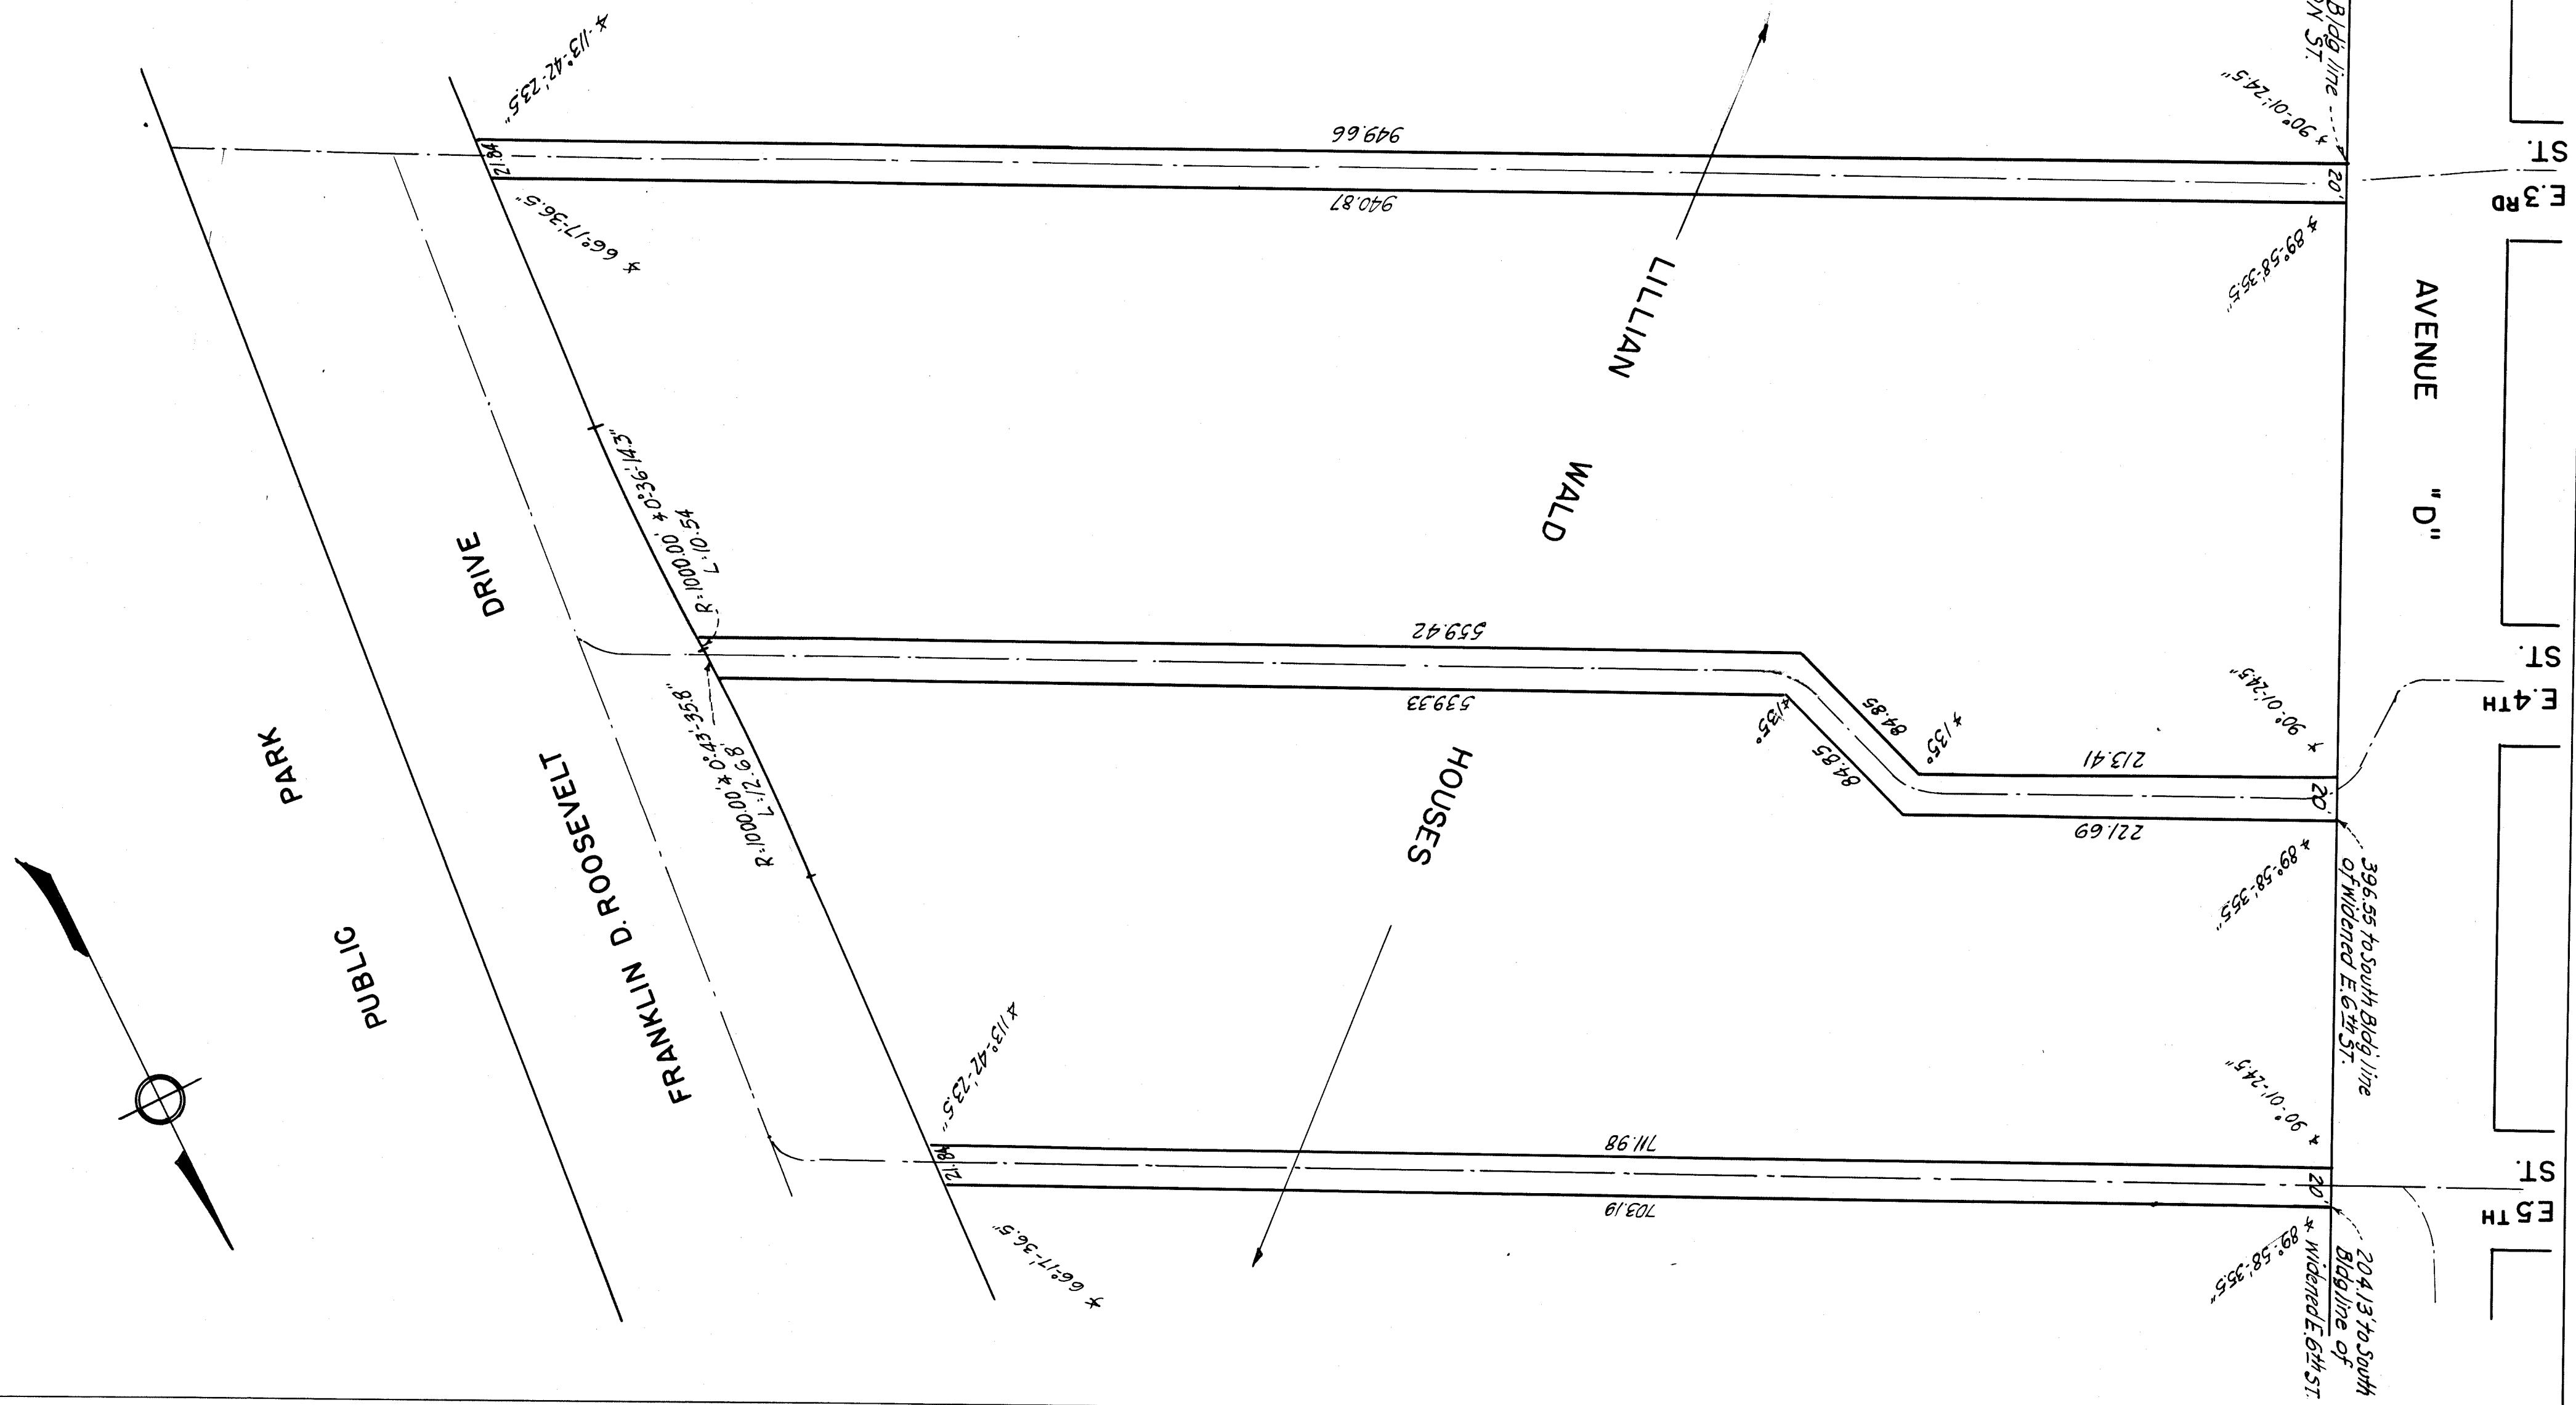 Bldg line
N ST.
∡ 113°-42'-23.5"
21.84
949.66
940.87
∡ 66°-17'-36.5"
∡ 90°-01'-24.5"
20'
∡ 89°-58'-35.5"
E.3RD ST.
AVENUE "D"
LILLIAN
WALD
HOUSES
R=1000.00' ∡ 0°-36'-14.3"
L=10.54
559.42
539.33
R=1000.00' ∡ 0°-43'-35.8"
L=12.68'
∡ 135°
84.85
84.85
∡ 135°
213.41
221.69
∡ 90°-01'-24.5"
20'
∡ 89°-58'-35.5"
E.4TH ST.
396.55 to South Bldg line
of widened E.6th ST.
FRANKLIN D. ROOSEVELT DRIVE
PUBLIC PARK
∡ 113°-42'-23.5"
21.84
711.98
703.19
∡ 66°-17'-36.5"
∡ 90°-01'-24.5"
20'
∡ 89°-58'-35.5"
E.5TH ST.
204.13' to South
Bldg line of
widened E.6th ST.